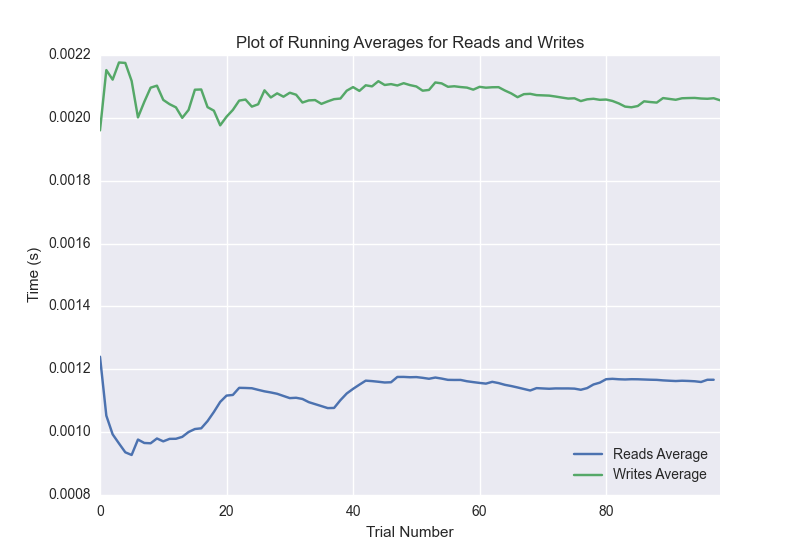 Plot of Running Averages for Reads and Writes
0.0022
0.0020
0.0018
0.0016
0.0014
0.0012
0.0010
0.0008
Time (s)
0 20 40 60 80
Trial Number
Reads Average
Writes Average